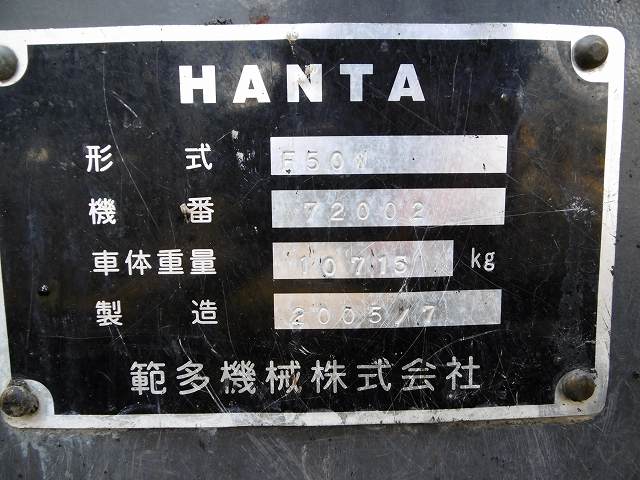 HANTA
形式 F50W
機番 72002
車体重量 10715 kg
製造 2005/7
範多機械株式会社